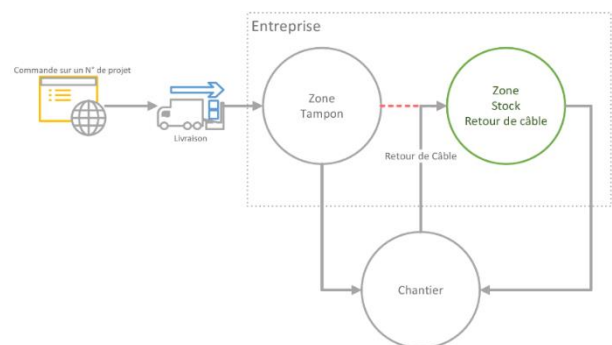 Entreprise
Commande sur un N° de projet
Livraison
Zone
Tampon
Zone
Stock
Retour de câble
Retour de Câble
Chantier